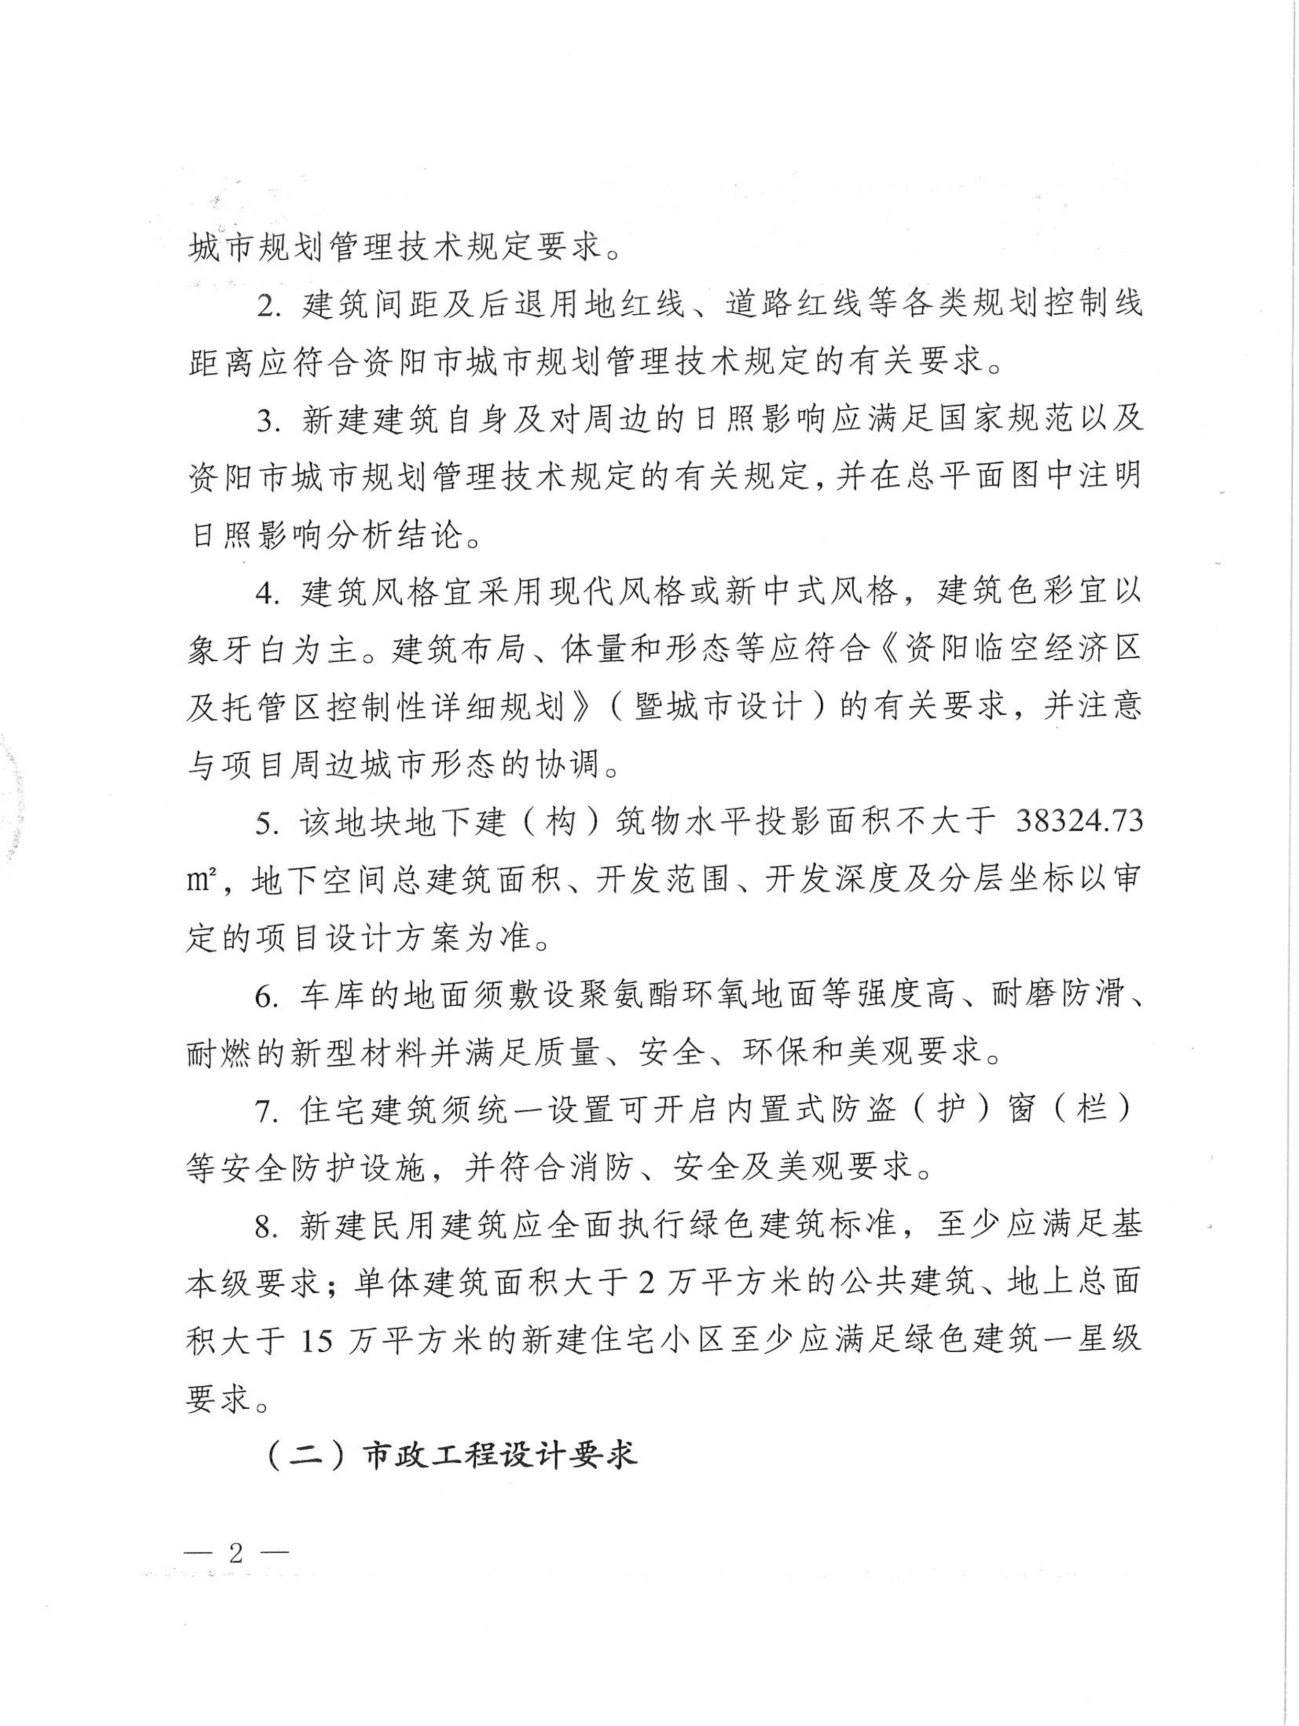 城市规划管理技术规定要求。
2. 建筑间距及后退用地红线、道路红线等各类规划控制线
距离应符合资阳市城市规划管理技术规定的有关要求。
3. 新建建筑自身及对周边的日照影响应满足国家规范以及
资阳市城市规划管理技术规定的有关规定，并在总平面图中注明
日照影响分析结论。
4. 建筑风格宜采用现代风格或新中式风格，建筑色彩宜以
象牙白为主。建筑布局、体量和形态等应符合《资阳临空经济区
及托管区控制性详细规划》（暨城市设计）的有关要求，并注意
与项目周边城市形态的协调。
5. 该地块地下建（构）筑物水平投影面积不大于 38324.73
㎡，地下空间总建筑面积、开发范围、开发深度及分层坐标以审
定的项目设计方案为准。
6. 车库的地面须敷设聚氨酯环氧地面等强度高、耐磨防滑、
耐燃的新型材料并满足质量、安全、环保和美观要求。
7. 住宅建筑须统一设置可开启内置式防盗（护）窗（栏）
等安全防护设施，并符合消防、安全及美观要求。
8. 新建民用建筑应全面执行绿色建筑标准，至少应满足基
本级要求；单体建筑面积大于 2 万平方米的公共建筑、地上总面
积大于 15 万平方米的新建住宅小区至少应满足绿色建筑一星级
要求。
（二）市政工程设计要求
— 2 —